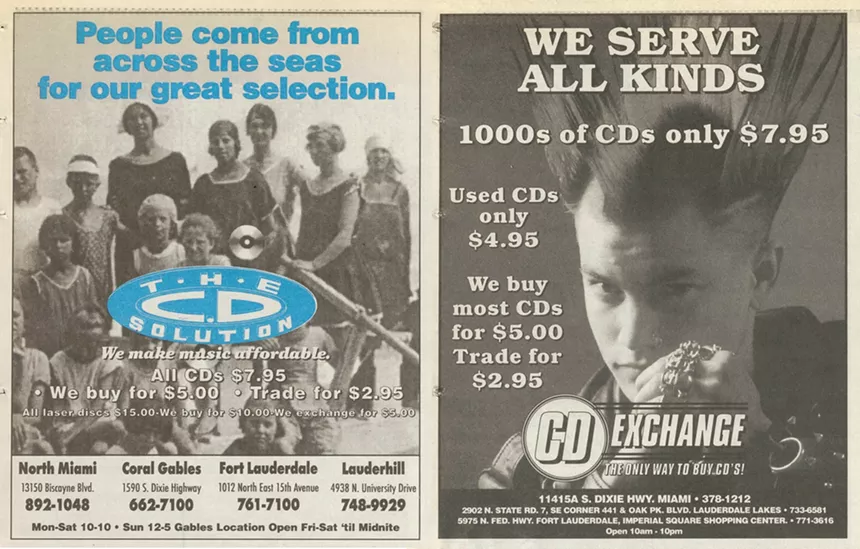 People come from
across the seas
for our great selection.
THE
CD
SOLUTION
We make music affordable.
All CDs $7.95
• We buy for $5.00 • Trade for $2.95
All laser discs $15.00-We buy for $10.00-We exchange for $5.00
North Miami
13150 Biscayne Blvd.
892-1048
Coral Gables
1590 S. Dixie Highway
662-7100
Fort Lauderdale
1012 North East 15th Avenue
761-7100
Lauderhill
4938 N. University Drive
748-9929
Mon-Sat 10-10 • Sun 12-5 Gables Location Open Fri-Sat 'til Midnite
WE SERVE
ALL KINDS
1000s of CDs only $7.95
Used CDs
only
$4.95
We buy
most CDs
for $5.00
Trade for
$2.95
CD EXCHANGE
THE ONLY WAY TO BUY CD'S!
11415A S. DIXIE HWY. MIAMI • 378-1212
2902 N. STATE RD. 7, SE CORNER 441 & OAK PK. BLVD. LAUDERDALE LAKES • 733-6581
5975 N. FED. HWY. FORT LAUDERDALE, IMPERIAL SQUARE SHOPPING CENTER. • 771-3616
Open 10am - 10pm